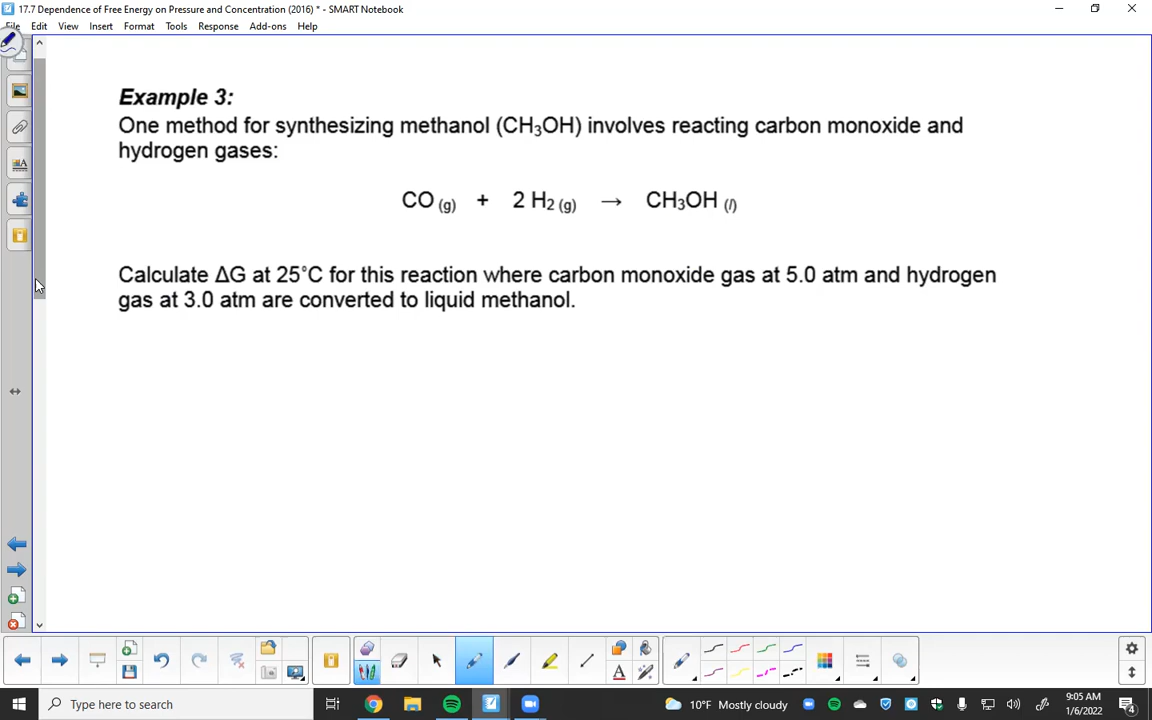 17.7 Dependence of Free Energy on Pressure and Concentration (2016) * - SMART Notebook
File Edit View Insert Format Tools Response Add-ons Help
Example 3:
One method for synthesizing methanol (CH₃OH) involves reacting carbon monoxide and
hydrogen gases:
CO (g) + 2 H₂ (g) → CH₃OH (l)
Calculate ΔG at 25°C for this reaction where carbon monoxide gas at 5.0 atm and hydrogen
gas at 3.0 atm are converted to liquid methanol.
Type here to search
10°F Mostly cloudy
9:05 AM
1/6/2022
4